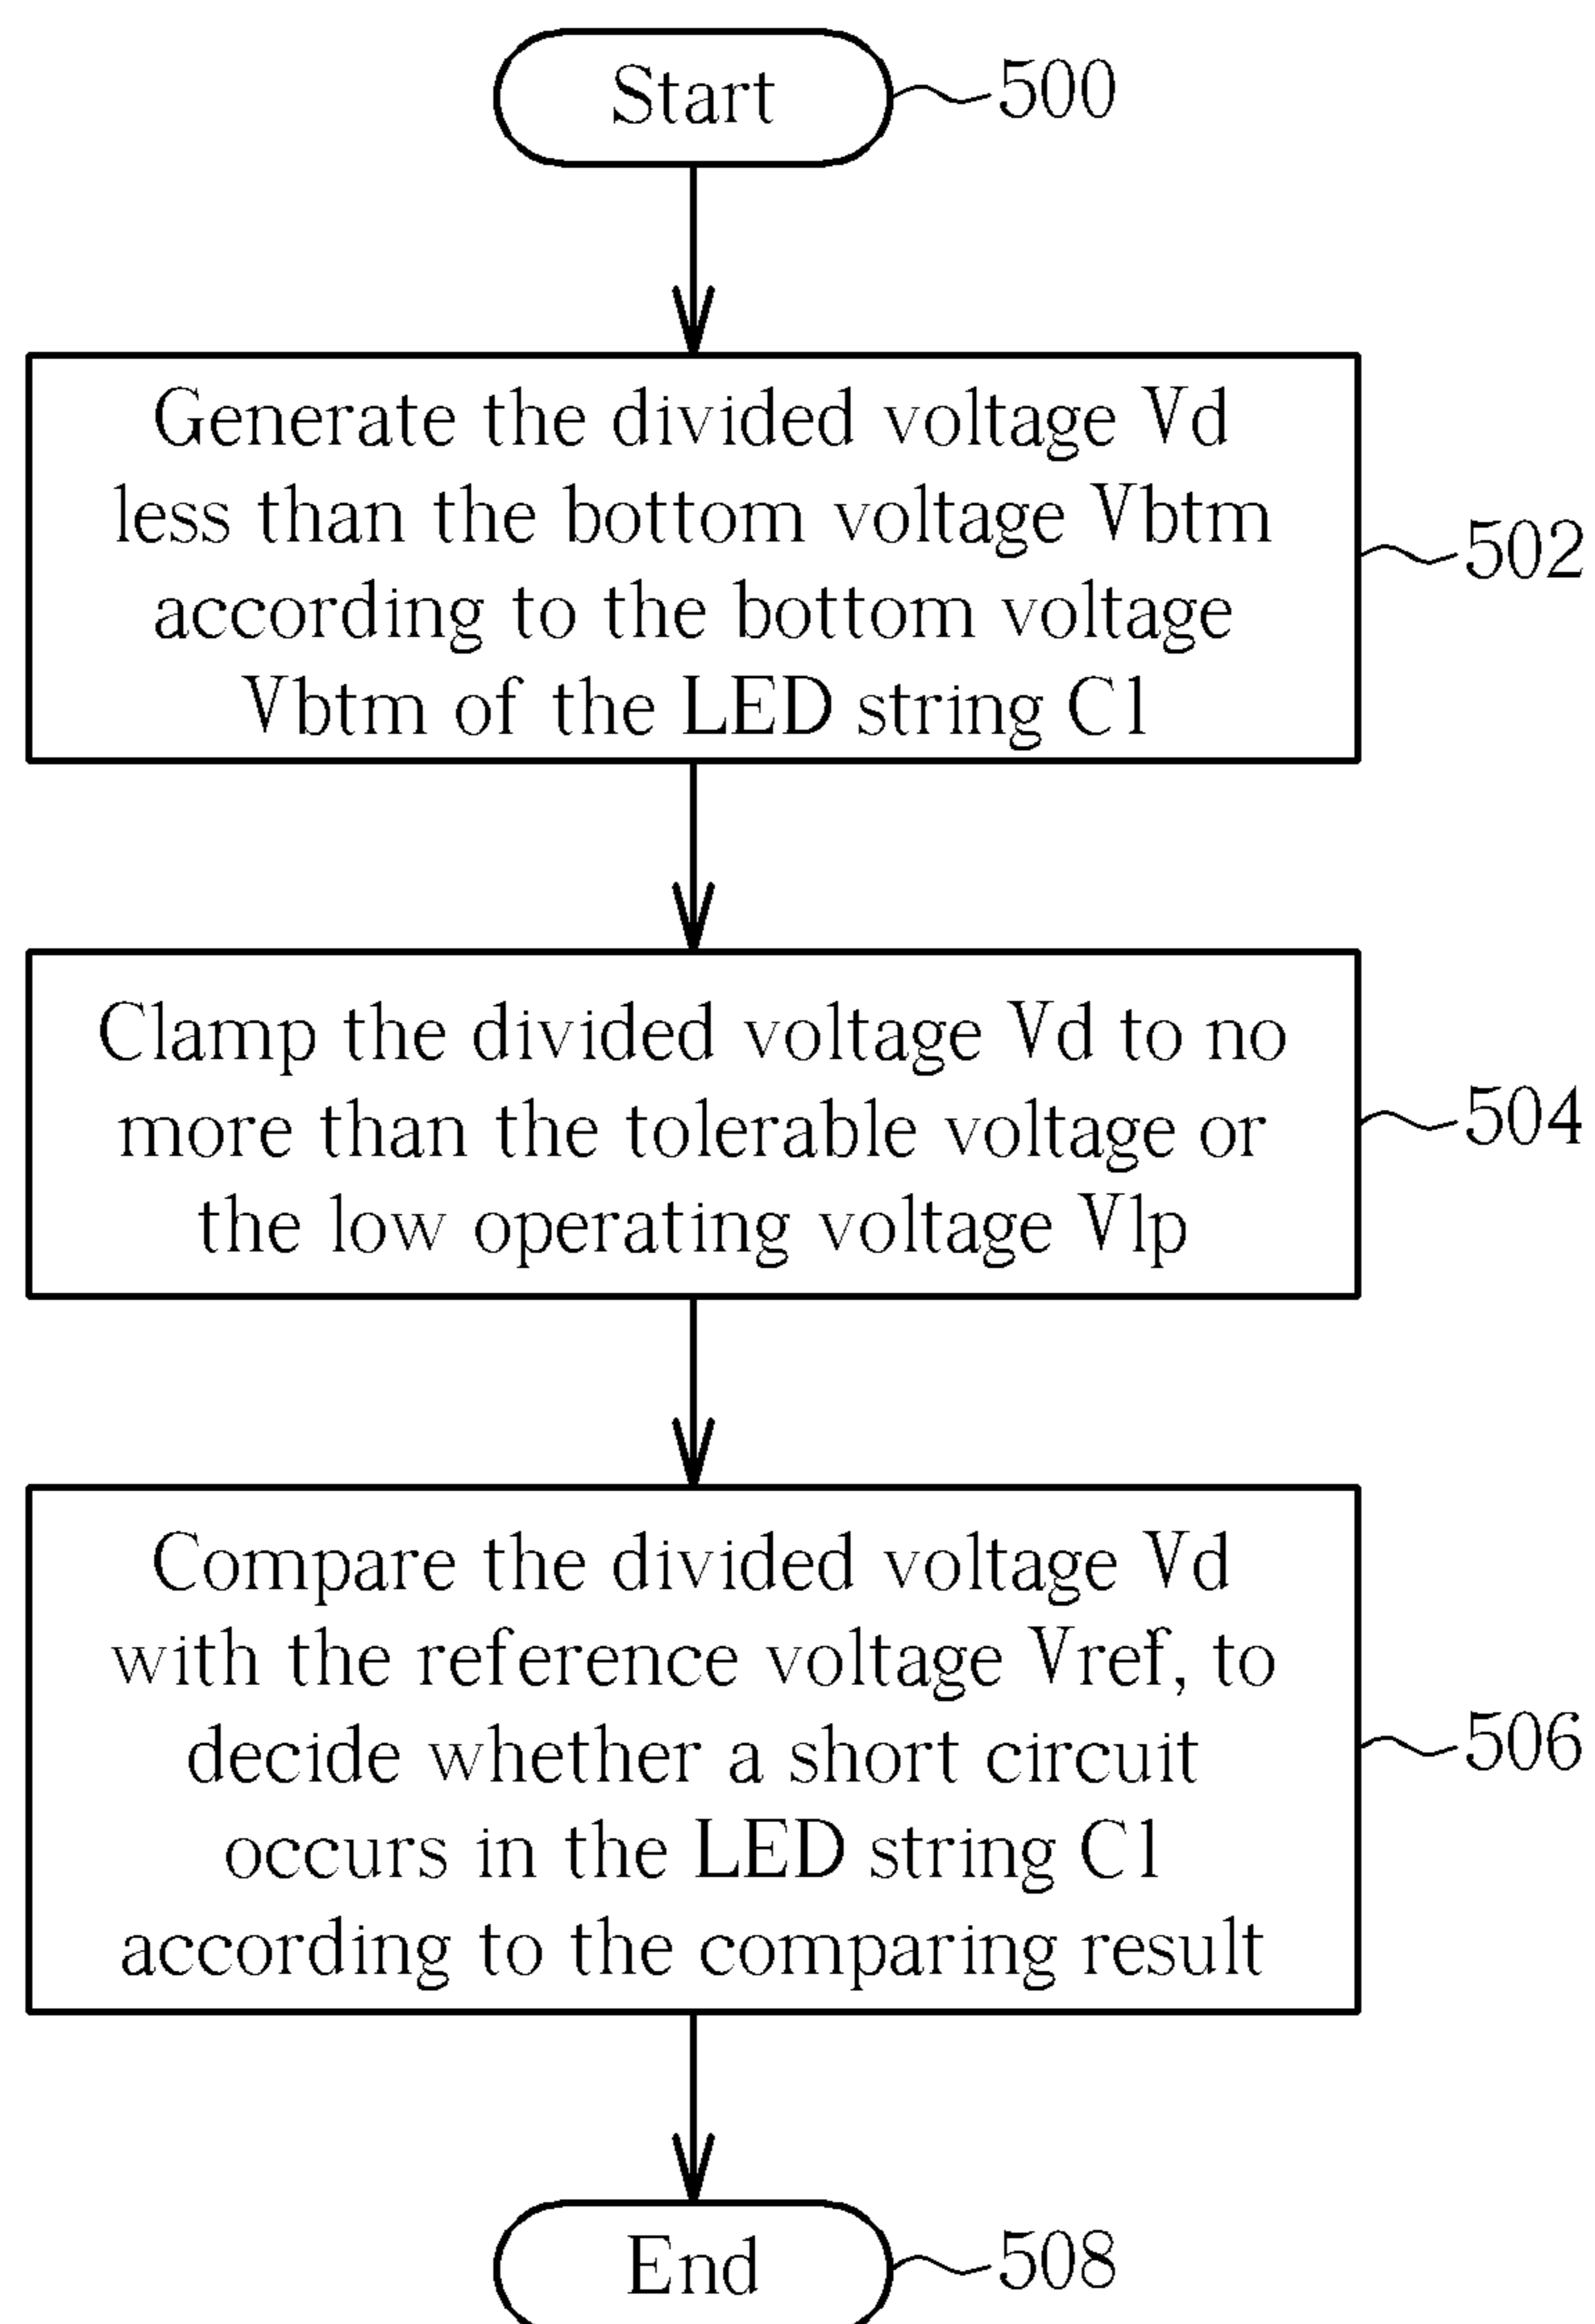 Start
500
Generate the divided voltage Vd
less than the bottom voltage Vbtm
according to the bottom voltage
Vbtm of the LED string C1
502
Clamp the divided voltage Vd to no
more than the tolerable voltage or
the low operating voltage Vlp
504
Compare the divided voltage Vd
with the reference voltage Vref, to
decide whether a short circuit
occurs in the LED string C1
according to the comparing result
506
End
508